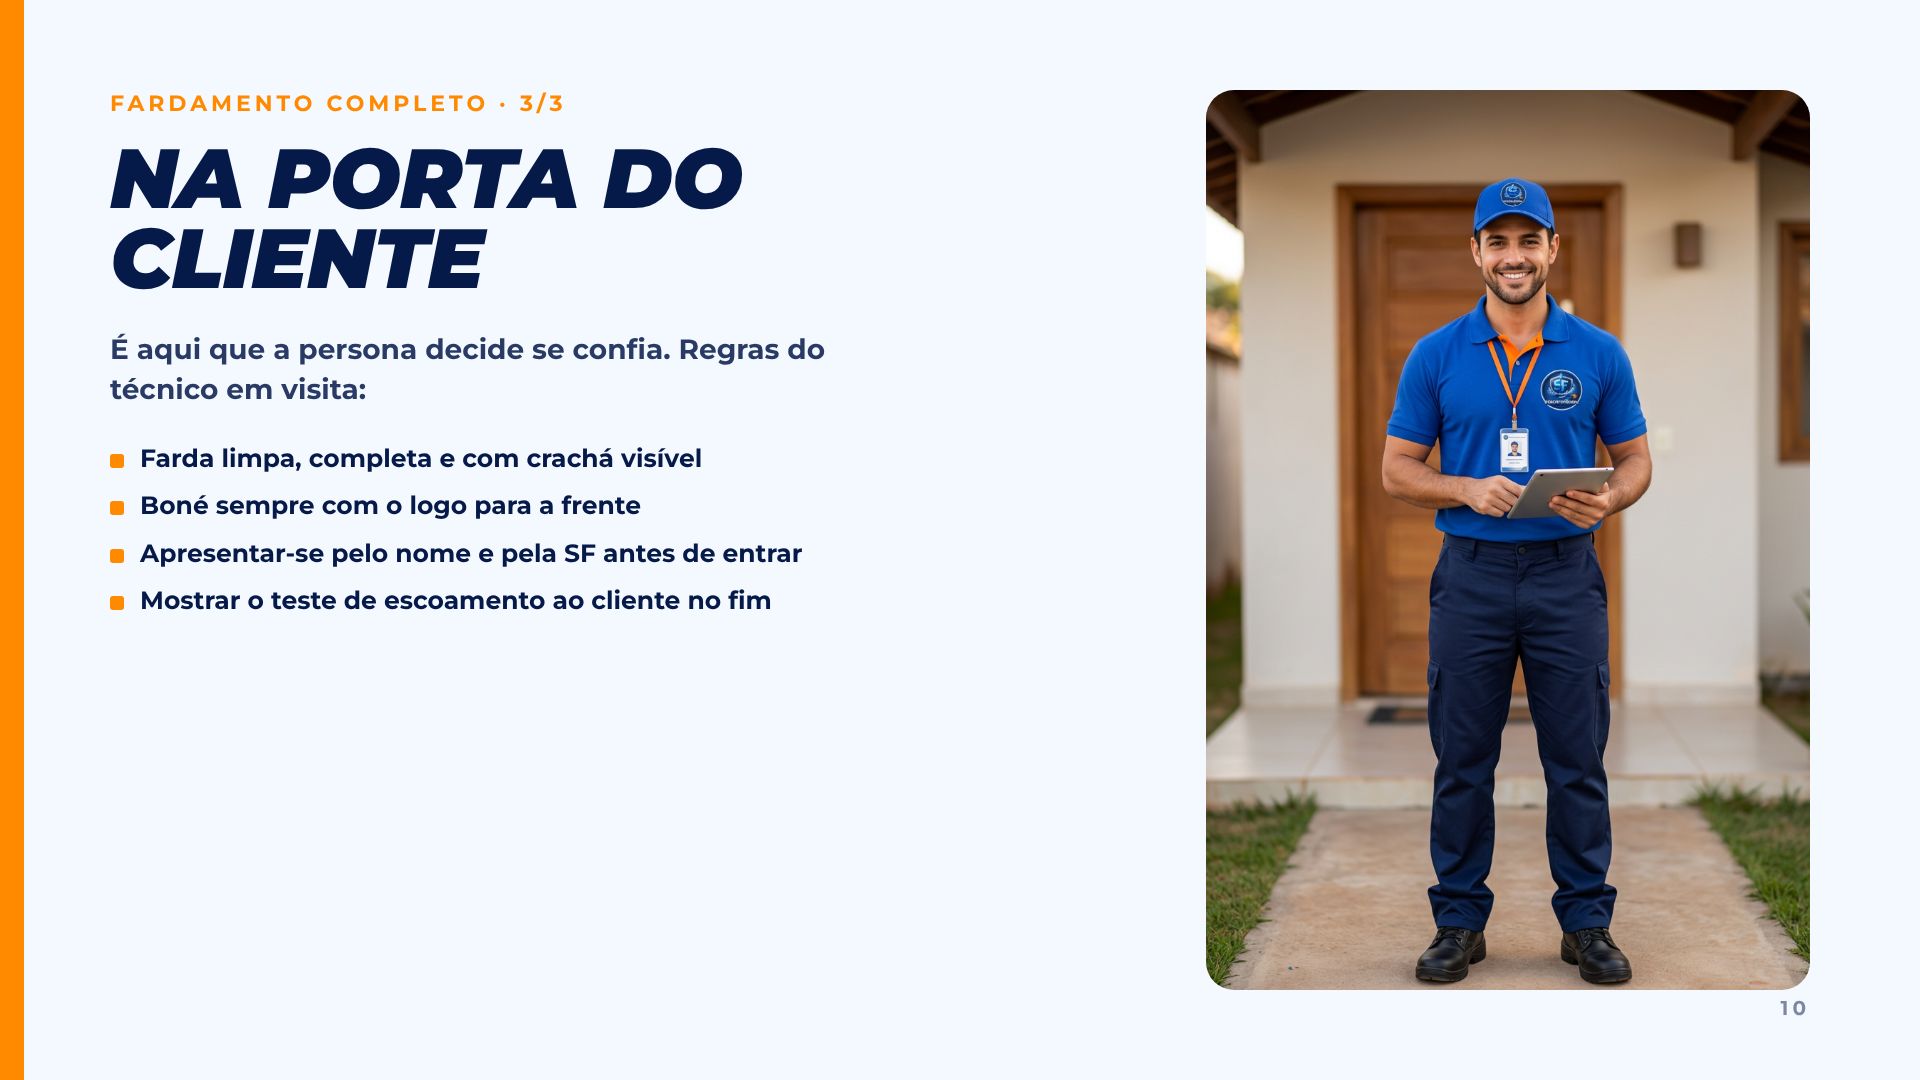 FARDAMENTO COMPLETO · 3/3
NA PORTA DO
CLIENTE
É aqui que a persona decide se confia. Regras do
técnico em visita:
Farda limpa, completa e com crachá visível
Boné sempre com o logo para a frente
Apresentar-se pelo nome e pela SF antes de entrar
Mostrar o teste de escoamento ao cliente no fim
SF
10